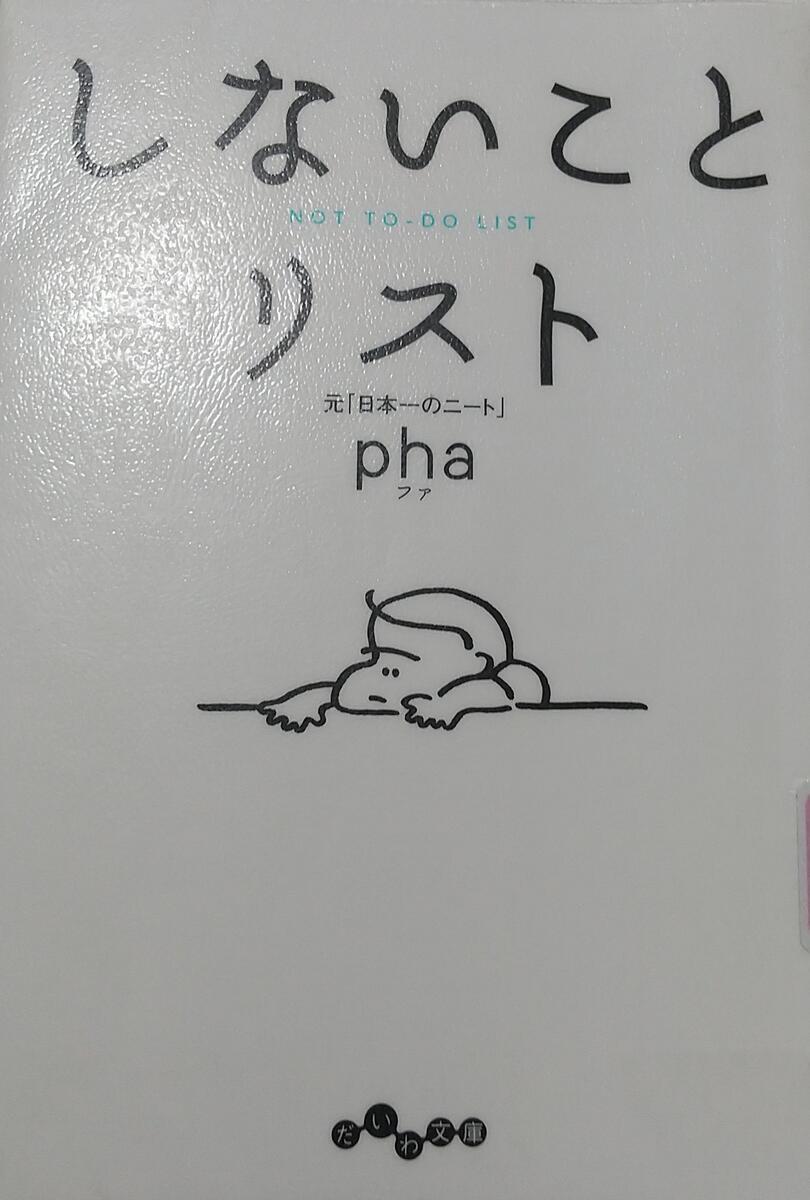 しないこと
NOT TO-DO LIST
リスト
元「日本一のニート」
pha
ファ
だいわ文庫